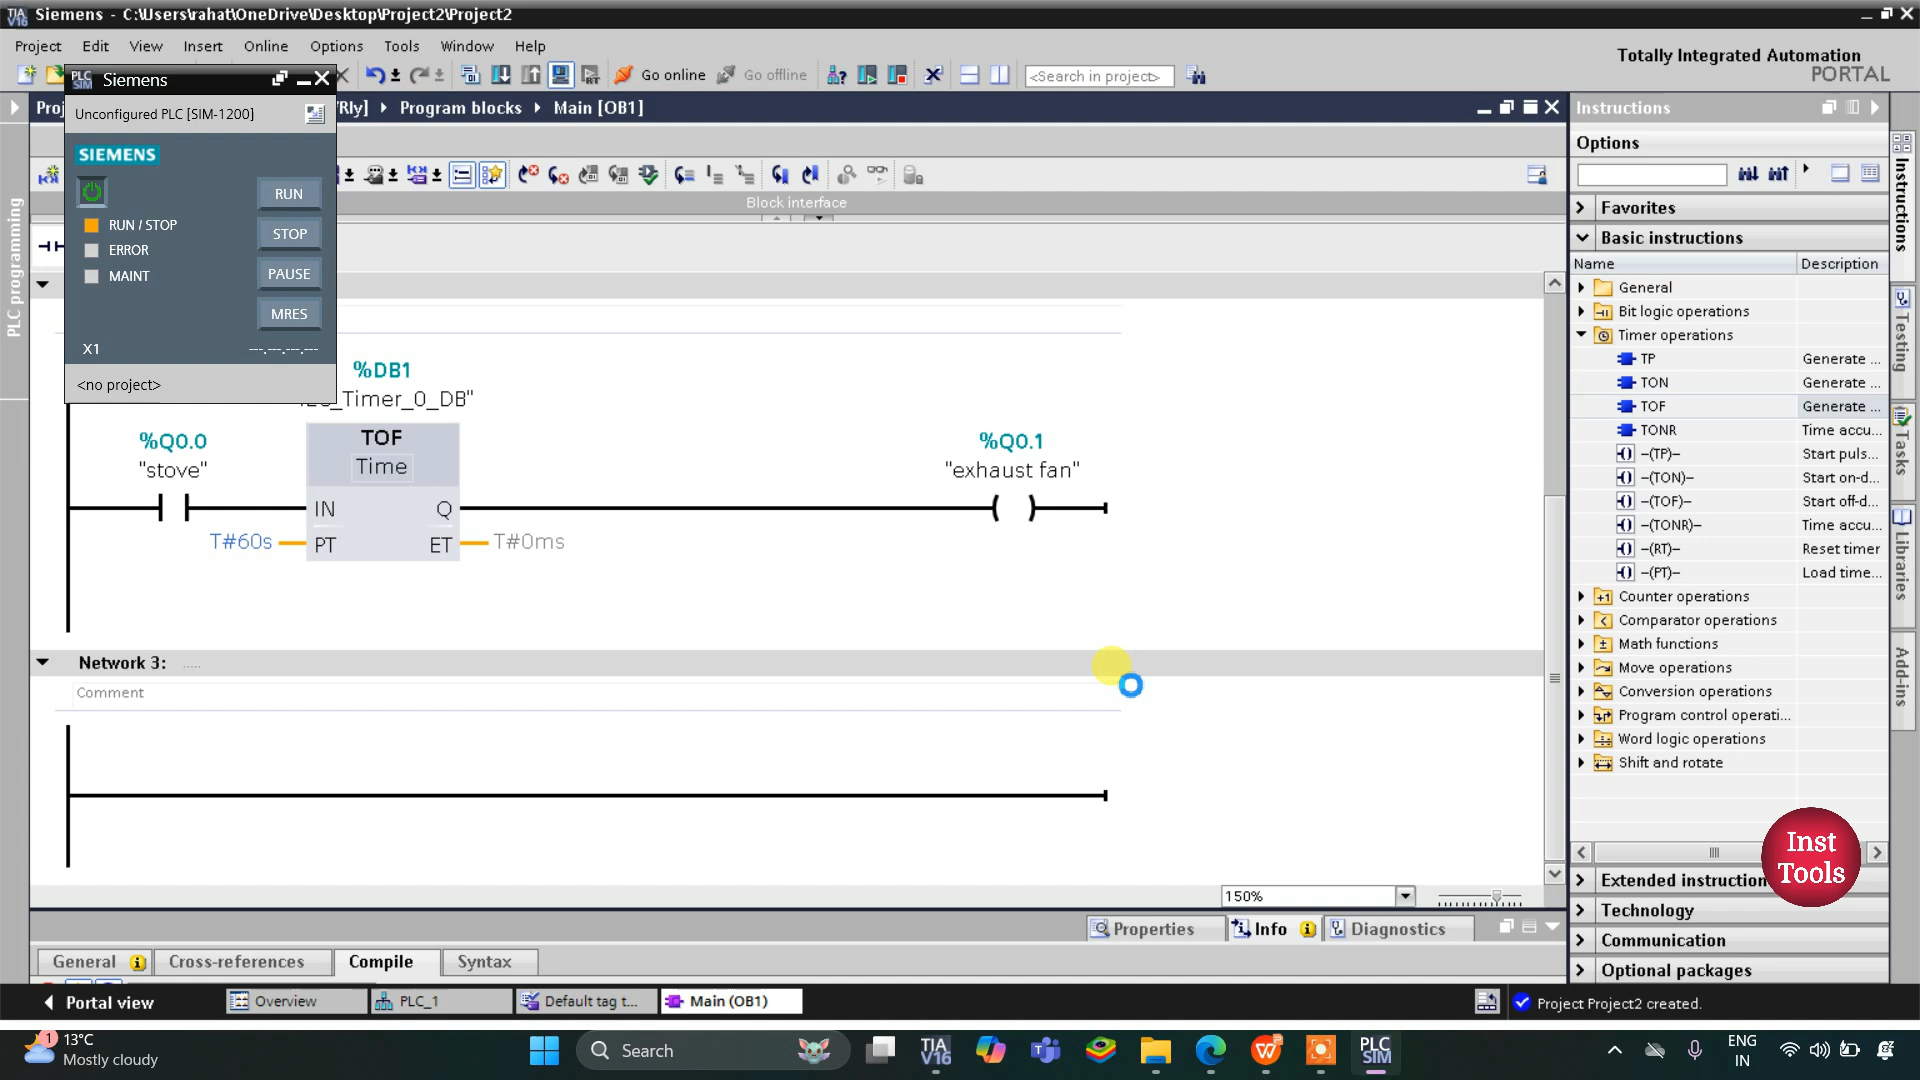 Siemens - C:\Users\rahat\OneDrive\Desktop\Project2\Project2
Project Edit View Insert Online Options Tools Window Help
Totally Integrated Automation
PORTAL
Go online Go offline <Search in project>
PLC SIM Siemens
Unconfigured PLC [SIM-1200]
SIEMENS
RUN
RUN / STOP
STOP
ERROR
MAINT
PAUSE
MRES
X1
<no project>
Program blocks Main [OB1]
Block interface
PLC programming
%DB1
_Timer_0_DB"
%Q0.0
"stove"
TOF
Time
IN
Q
T#60s
PT
ET
T#0ms
%Q0.1
"exhaust fan"
Network 3: .....
Comment
150%
Properties Info Diagnostics
General Cross-references Compile Syntax
Instructions
Options
Favorites
Basic instructions
Name Description
General
Bit logic operations
Timer operations
TP Generate ...
TON Generate ...
TOF Generate ...
TONR Time accu...
-(TP)- Start puls...
-(TON)- Start on-d...
-(TOF)- Start off-d...
-(TONR)- Time accu...
-(RT)- Reset timer
-(PT)- Load time...
Counter operations
Comparator operations
Math functions
Move operations
Conversion operations
Program control operati...
Word logic operations
Shift and rotate
Extended instruction
Technology
Communication
Optional packages
Instructions
Testing
Tasks
Libraries
Add-ins
Inst
Tools
Portal view Overview PLC_1 Default tag t... Main (OB1) Project Project2 created.
1
13°C
Mostly cloudy
Search
TIA V16
PLC SIM
ENG
IN